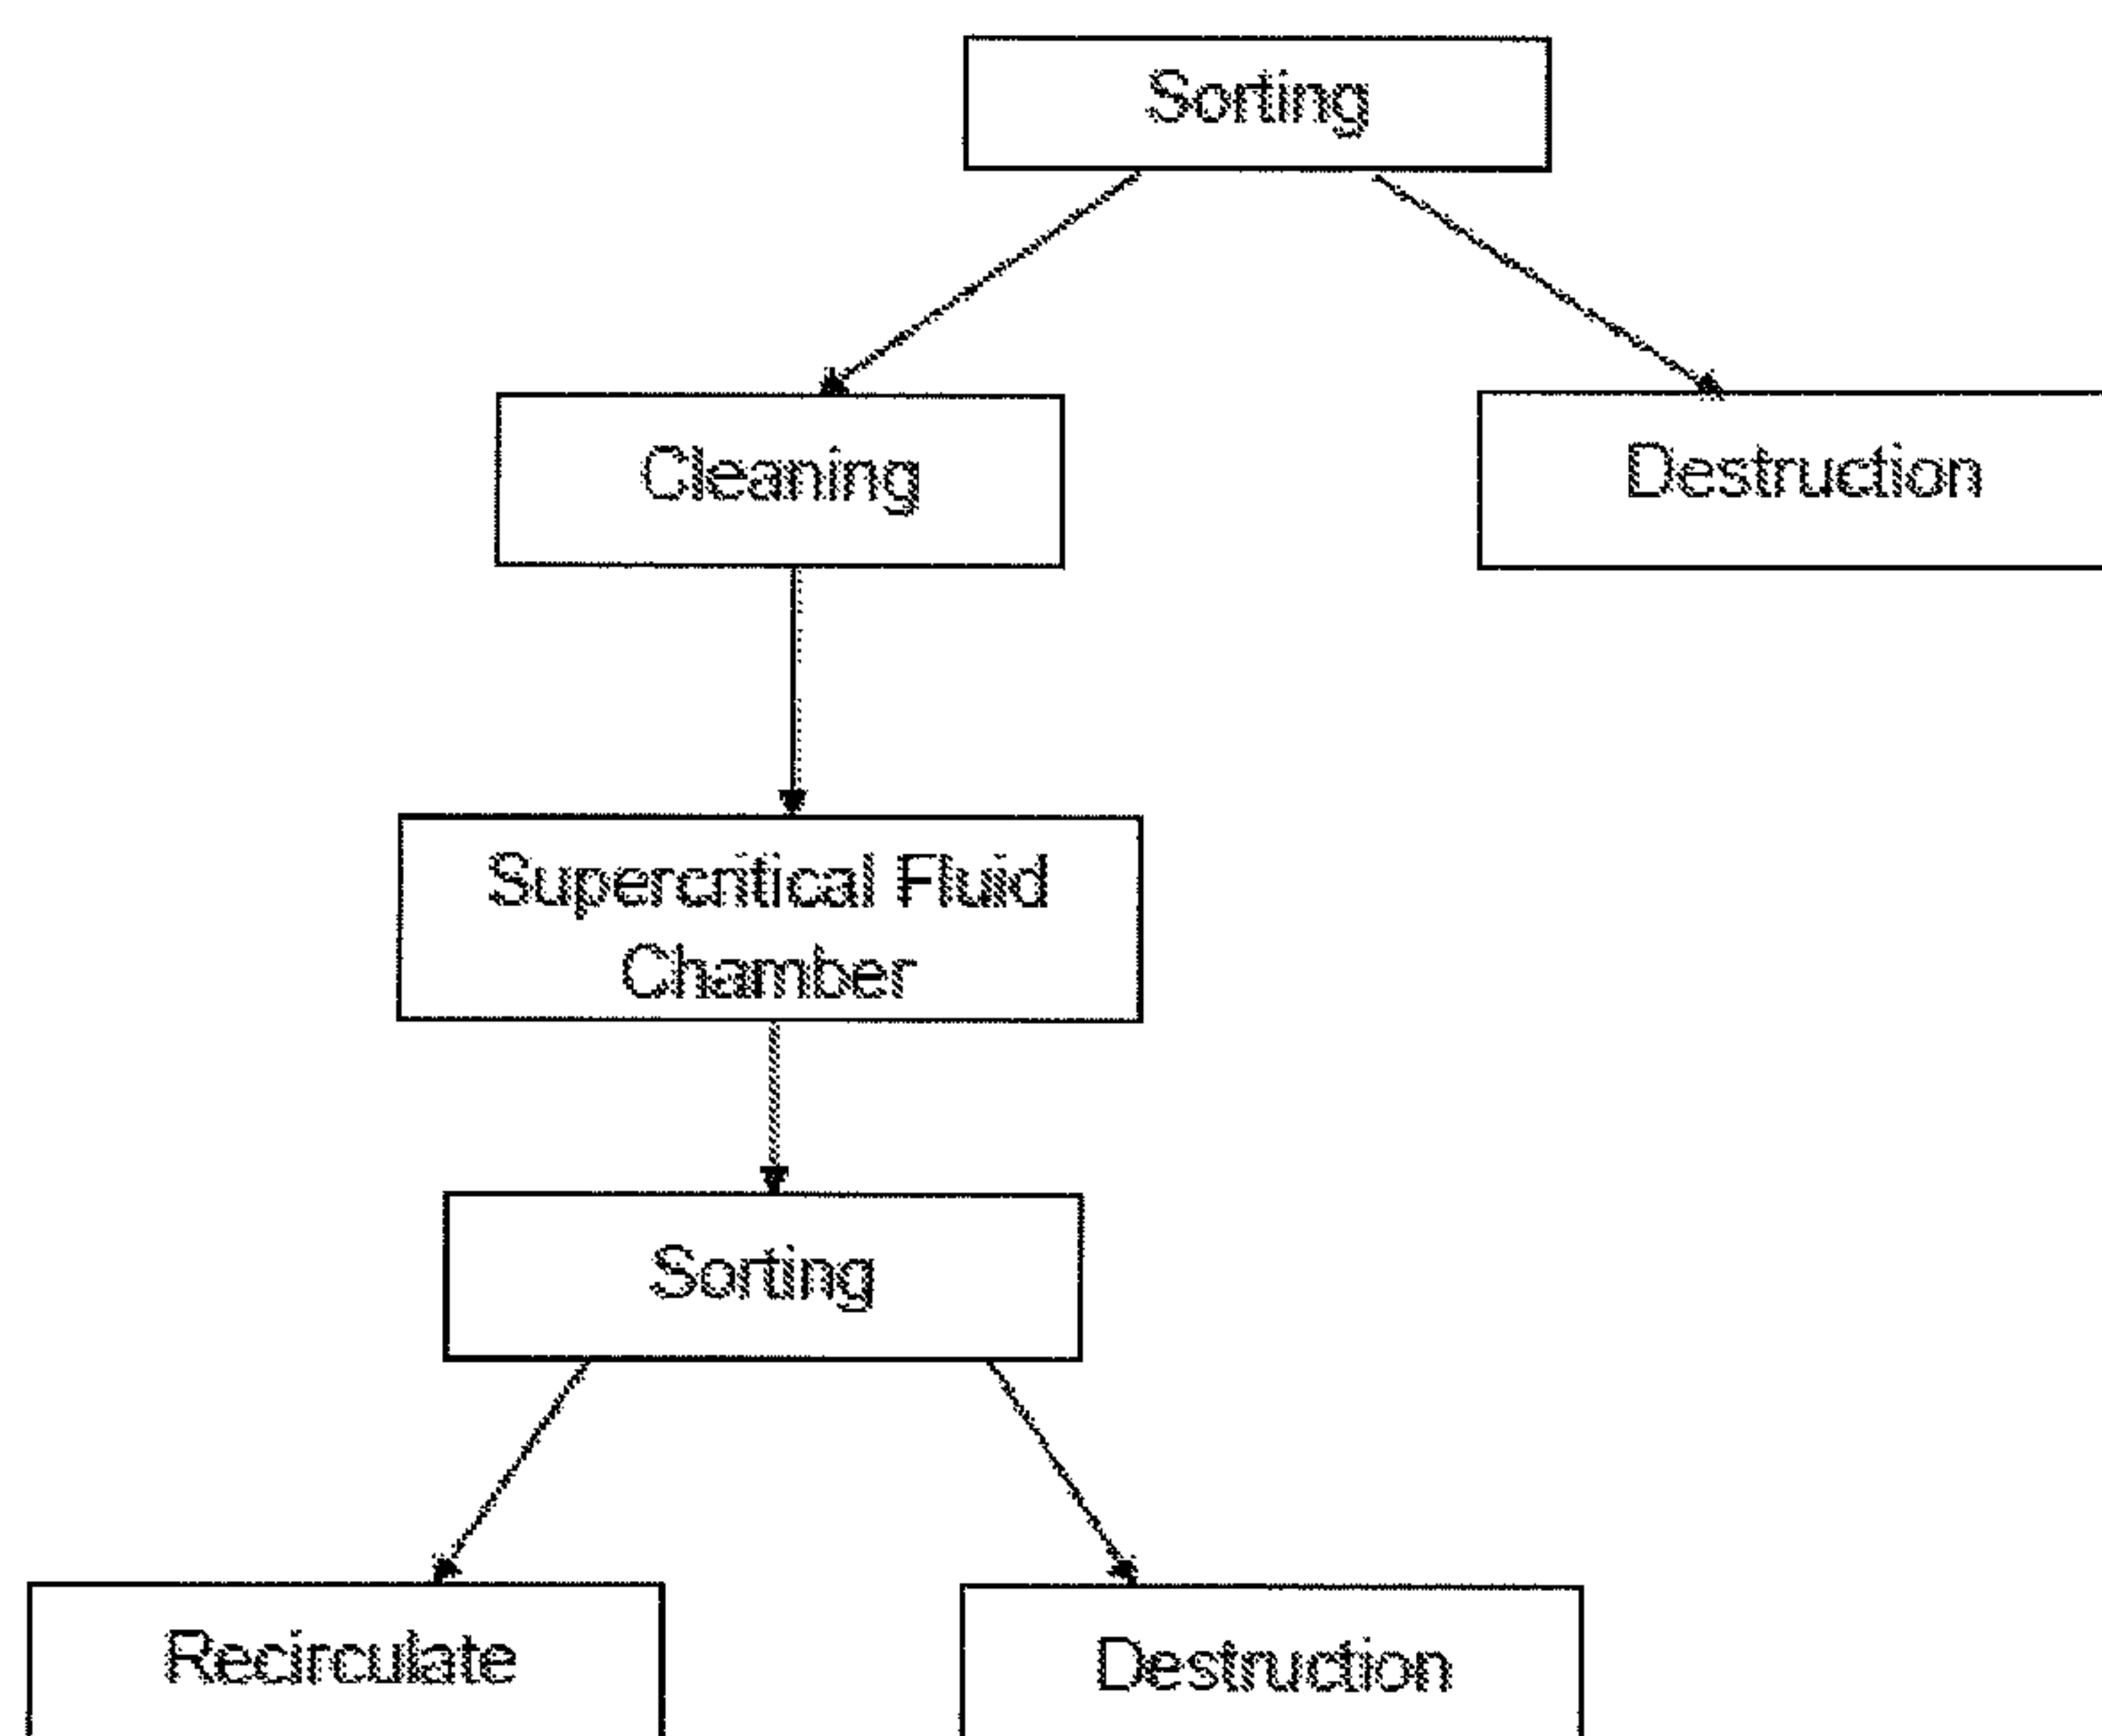 Sorting
Cleaning
Destruction
Supercritical Fluid
Chamber
Sorting
Recirculate
Destruction